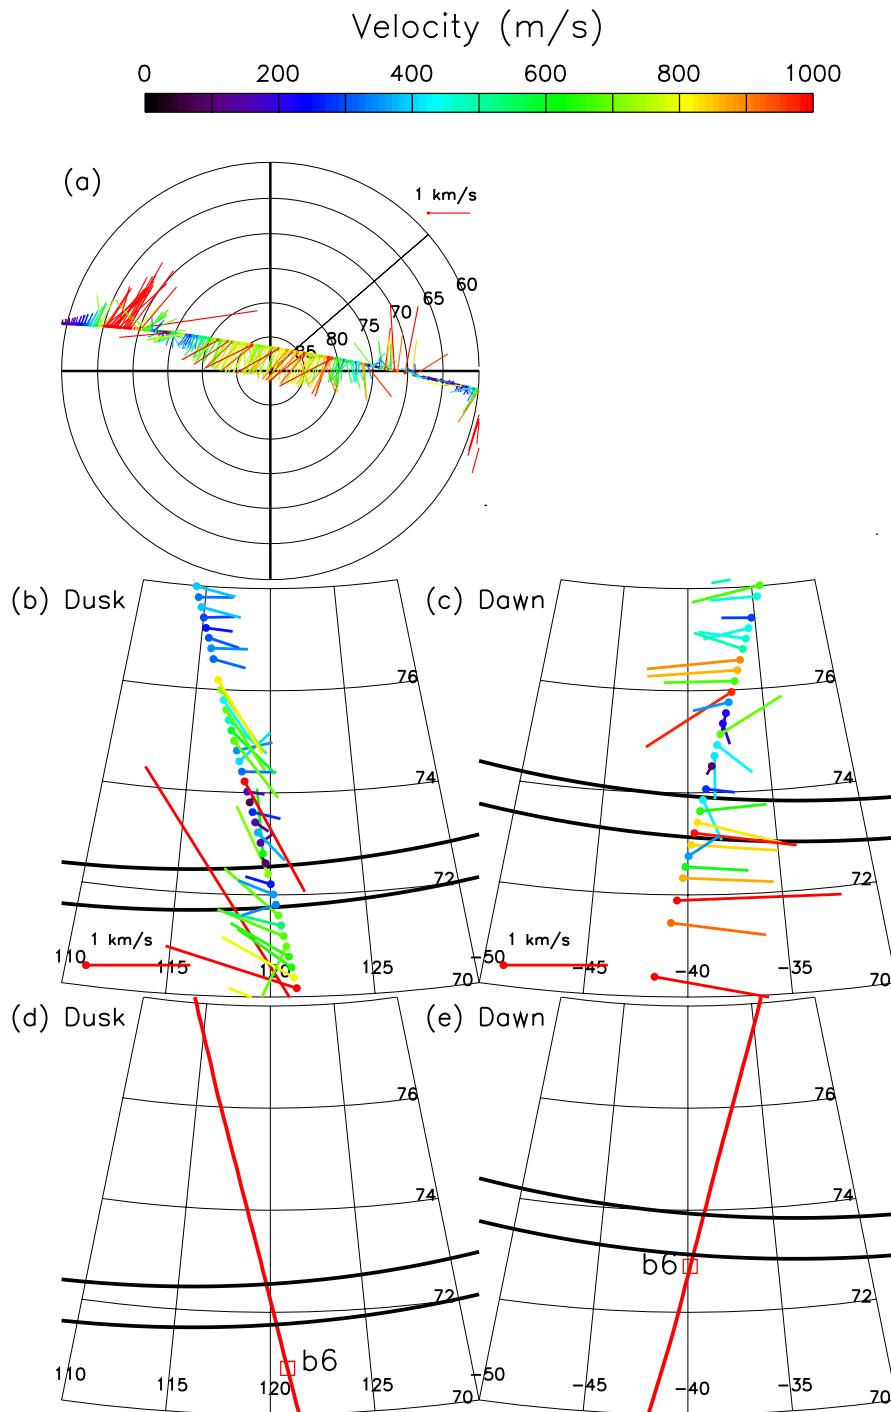 Velocity (m/s)
0 200 400 600 800 1000
(a)
1 km/s
60
65
70
75
80
85
(b) Dusk
(c) Dawn
76
76
74
74
72
72
1 km/s
1 km/s
110 115 120 125 70
-50 -45 -40 -35 70
(d) Dusk
(e) Dawn
76
76
74
74
b6
72
72
b6
110 115 120 125 70
-50 -45 -40 -35 70